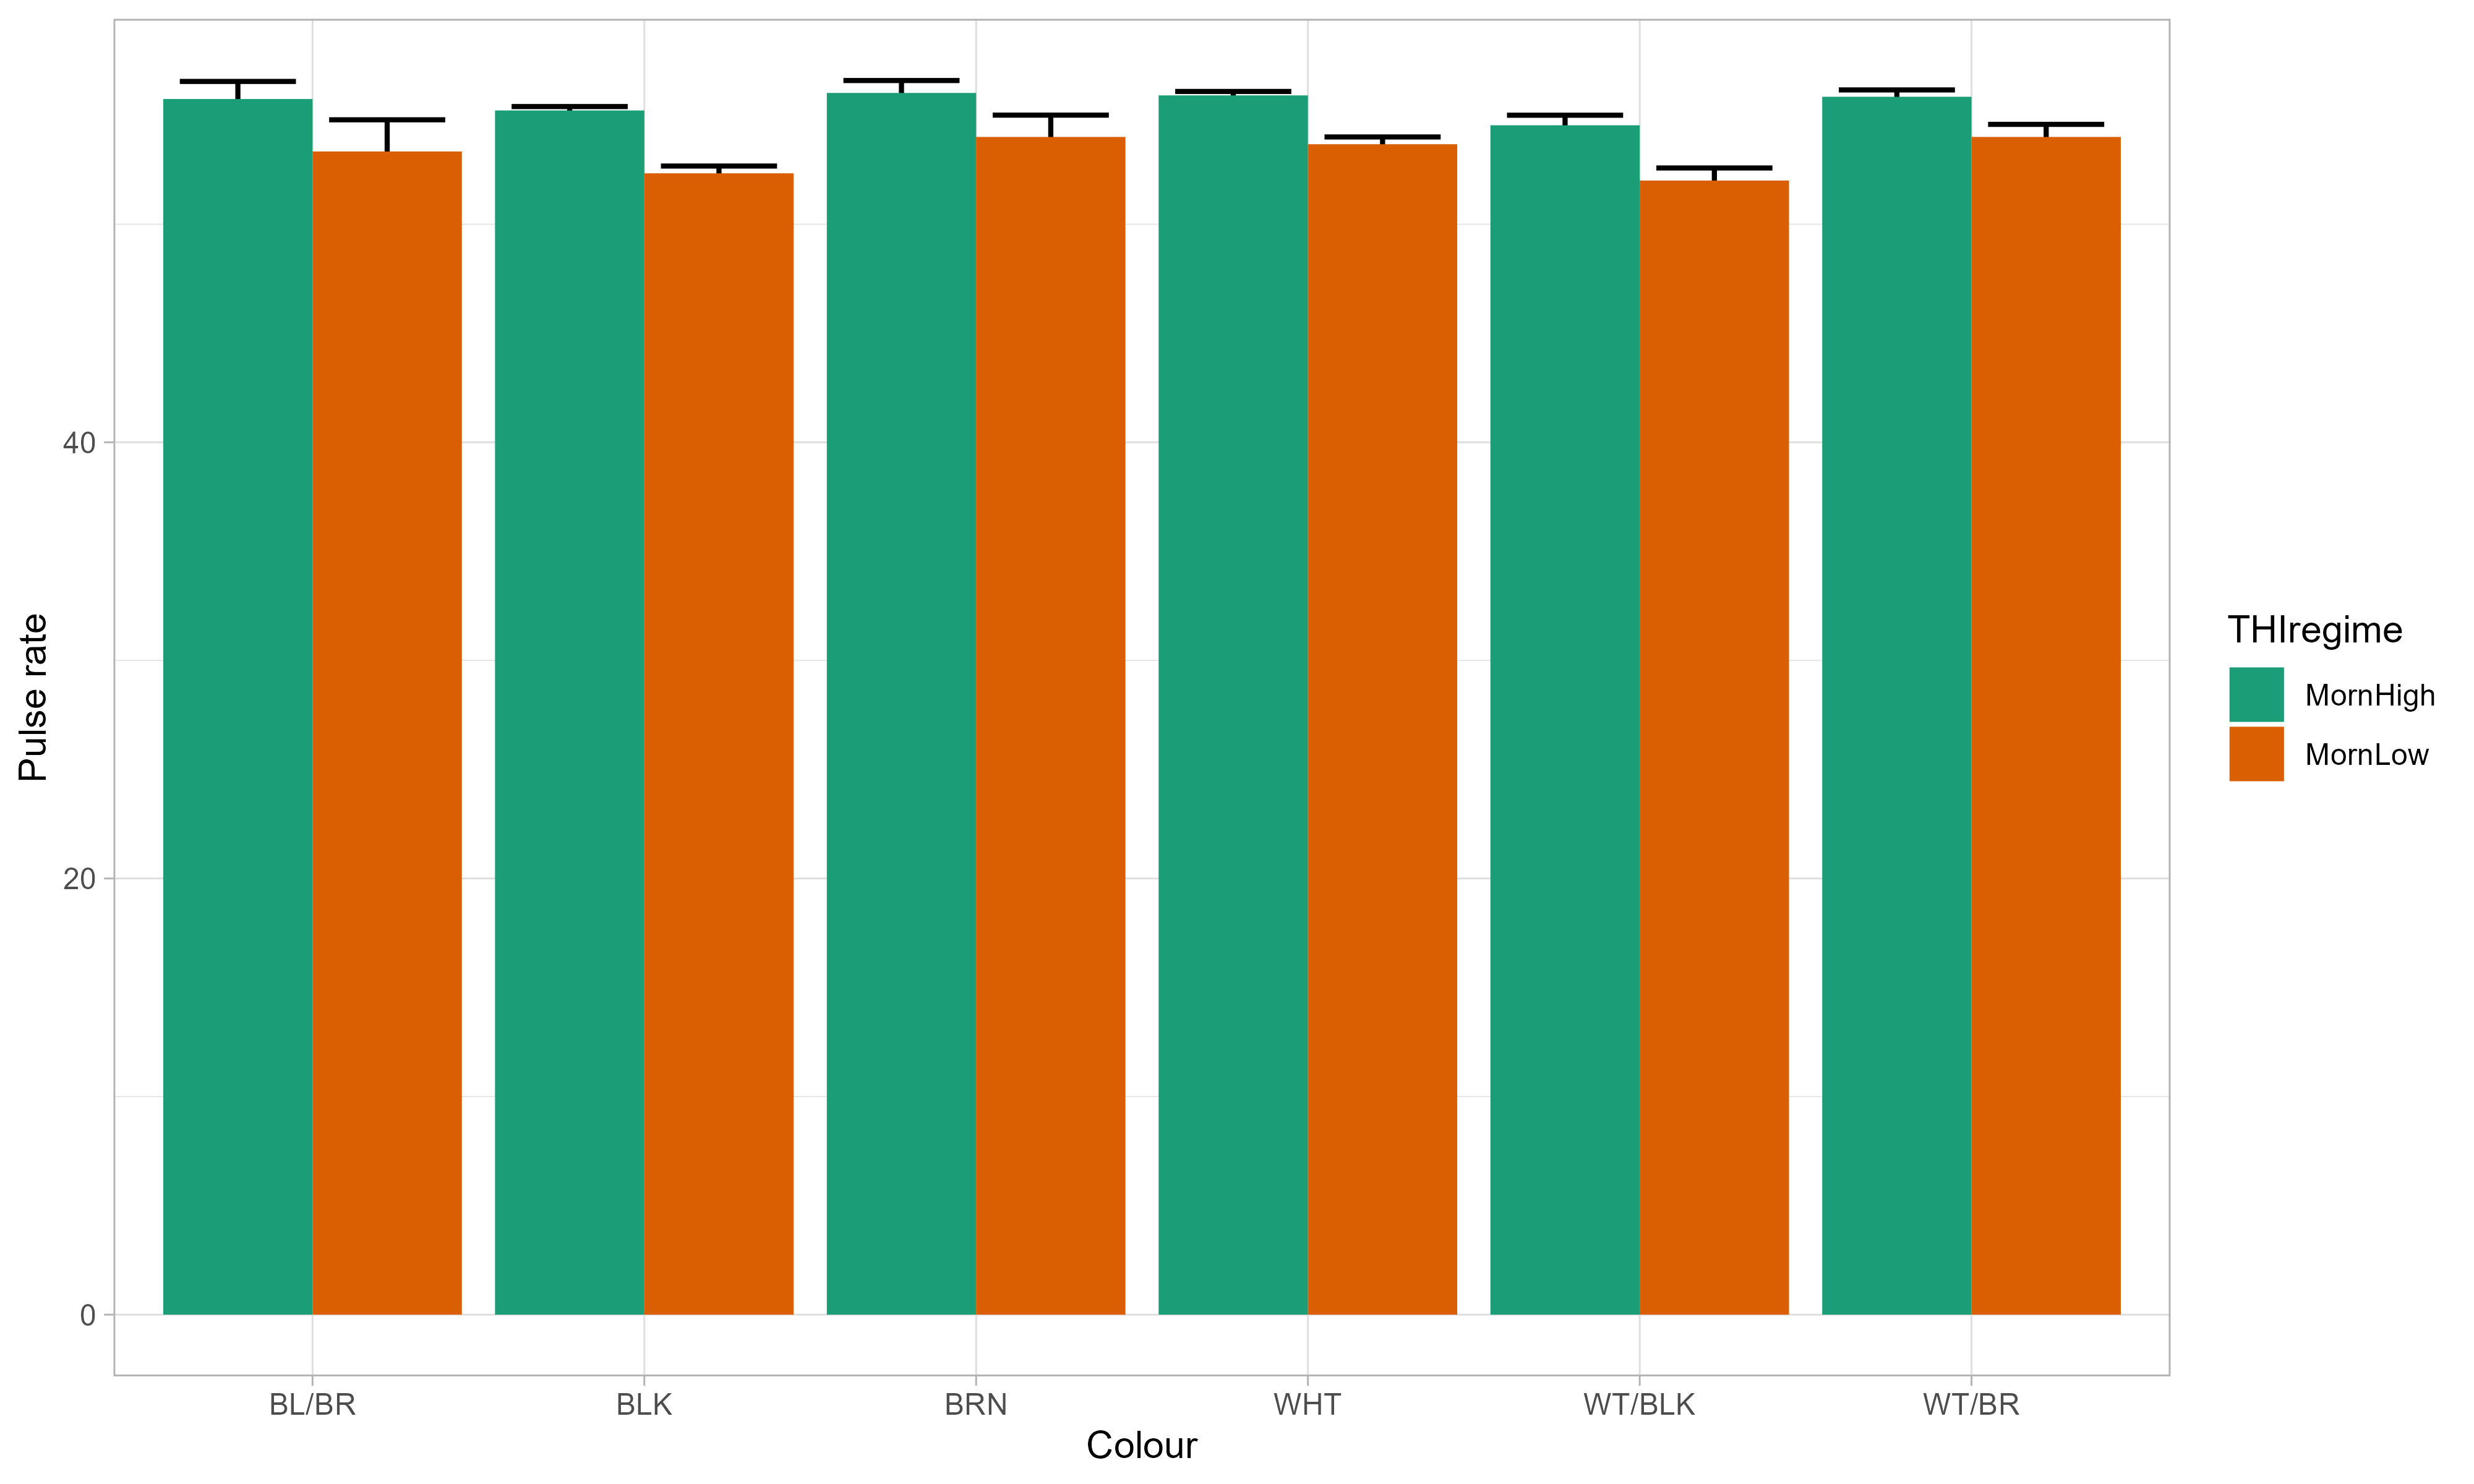 40
20
0
Pulse rate
BL/BR
BLK
BRN
WHT
WT/BLK
WT/BR
Colour
THIregime
MornHigh
MornLow